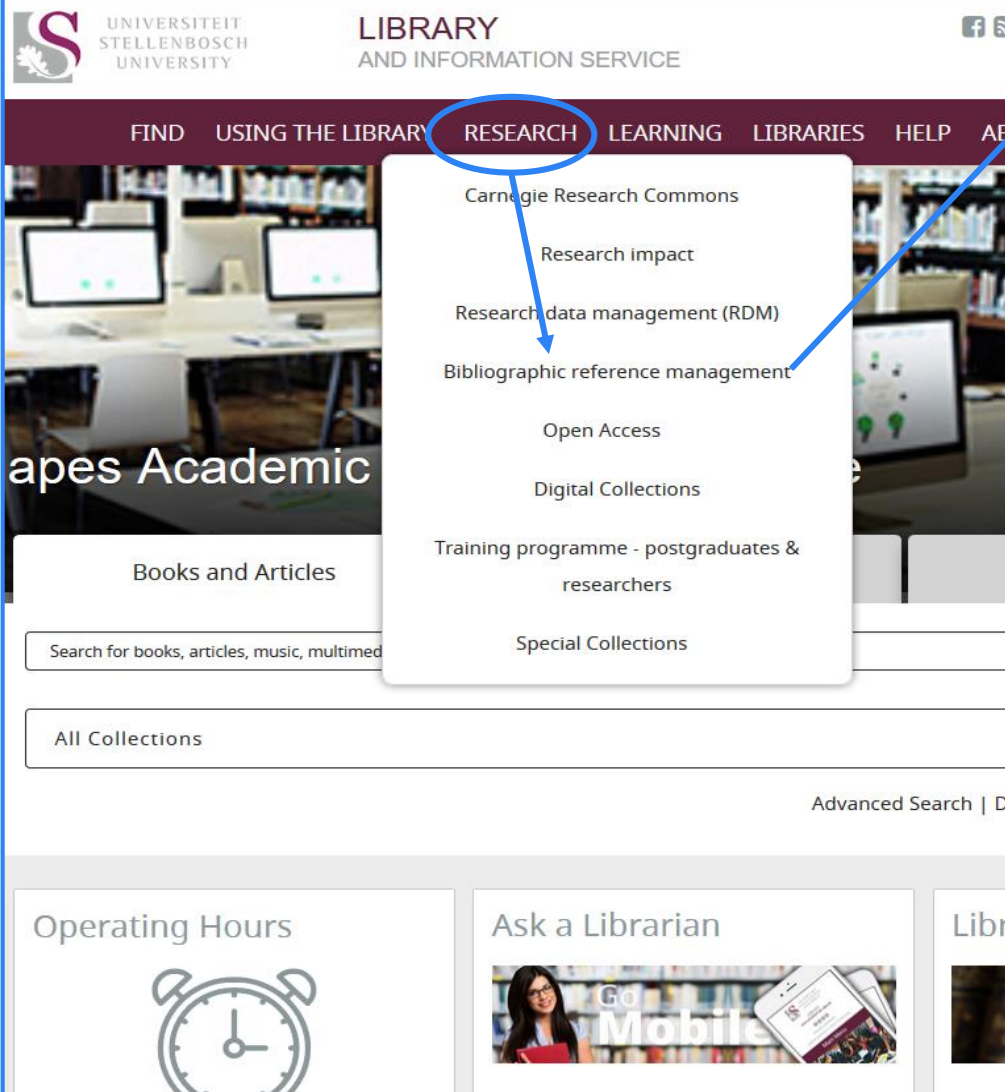 UNIVERSITEIT
STELLENBOSCH
UNIVERSITY
LIBRARY
AND INFORMATION SERVICE
FIND USING THE LIBRARY RESEARCH LEARNING LIBRARIES HELP
Carnegie Research Commons
Research impact
Research data management (RDM)
Bibliographic reference management
Open Access
Digital Collections
Training programme - postgraduates &
researchers
Special Collections
apes Academic
Books and Articles
Search for books, articles, music, multimed
All Collections
Advanced Search | D
Operating Hours
Ask a Librarian
Libr
Go
Mobile